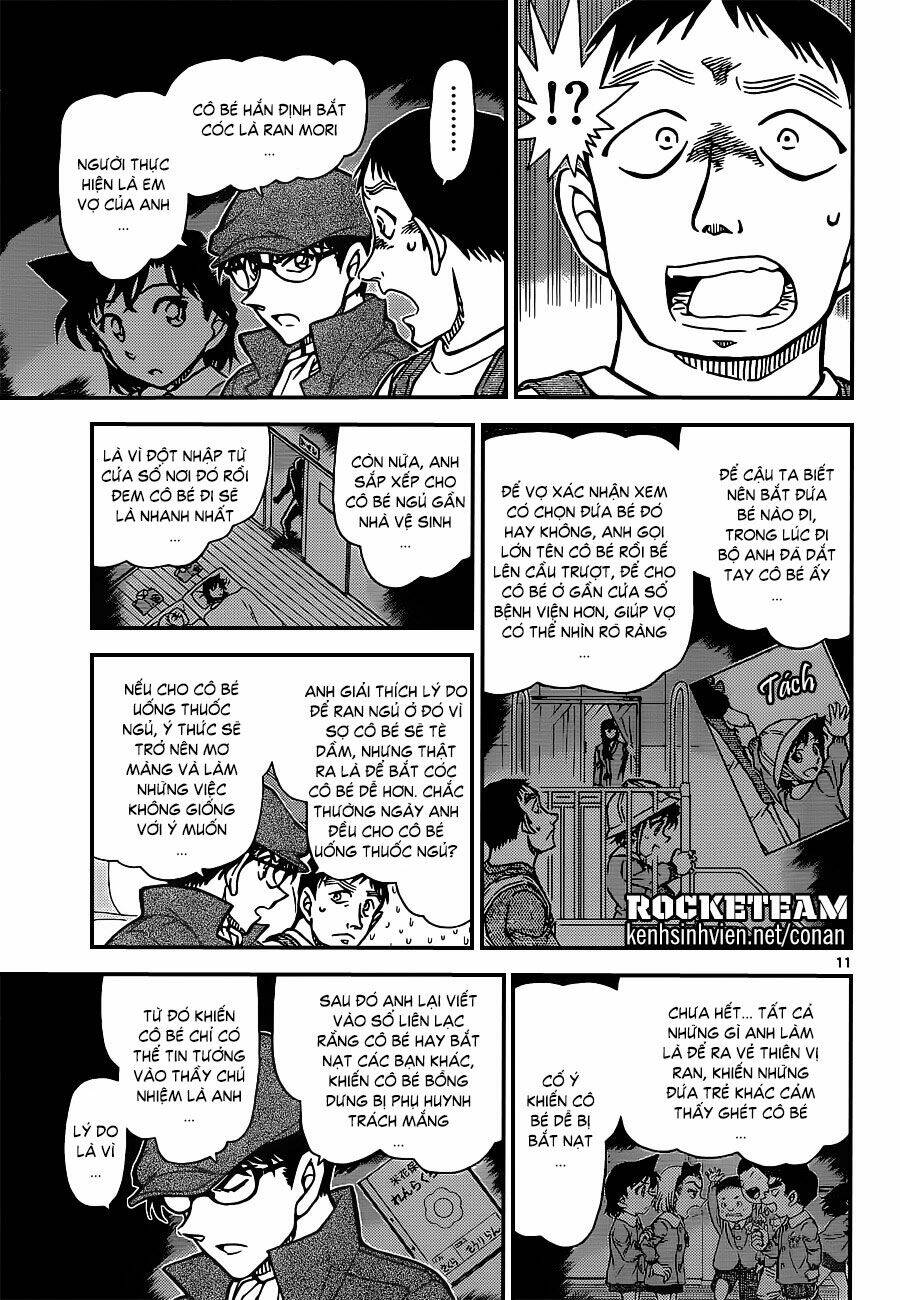 !?
.........
CÔ BÉ HẮN ĐỊNH BẮT
CÓC LÀ RAN MORI
...
NGƯỜI THỰC
HIỆN LÀ EM
VỢ CỦA ANH
...
ĐỂ CẬU TA BIẾT
NÊN BẮT ĐỨA
BÉ NÀO ĐI,
TRONG LÚC ĐI
BỘ ANH ĐÃ DẮT
TAY CÔ BÉ ẤY
...
ĐỂ VỢ XÁC NHẬN XEM
CÓ CHỌN ĐỨA BÉ ĐÓ
HAY KHÔNG, ANH GỌI
LỚN TÊN CÔ BÉ RỒI BẾ
LÊN CẦU TRƯỢT, ĐỂ CHO
CÔ BÉ Ở GẦN CỬA SỔ
BỆNH VIỆN HƠN, GIÚP VỢ
CÓ THỂ NHÌN RÕ RÀNG
...
Tách
CÒN NỮA, ANH
SẮP XẾP CHO
CÔ BÉ NGỦ GẦN
NHÀ VỆ SINH
...
LÀ VÌ ĐỘT NHẬP TỪ
CỬA SỔ NƠI ĐÓ RỒI
ĐEM CÔ BÉ ĐI SẼ
LÀ NHANH NHẤT
...
ANH GIẢI THÍCH LÝ DO
ĐỂ RAN NGỦ Ở ĐÓ VÌ
SỢ CÔ BÉ SẼ TÈ
DẦM, NHƯNG THẬT
RA LÀ ĐỂ BẮT CÓC
CÔ BÉ DỄ HƠN. CHẮC
THƯỜNG NGÀY ANH
ĐỀU CHO CÔ BÉ
UỐNG THUỐC NGỦ?
NẾU CHO CÔ BÉ
UỐNG THUỐC
NGỦ, Ý THỨC SẼ
TRỞ NÊN MƠ
MÀNG VÀ LÀM
NHỮNG VIỆC
KHÔNG GIỐNG
VỚI Ý MUỐN
...
ROCKETEAM
kenhsinhvien.net/conan
11
CHƯA HẾT... TẤT CẢ
NHỮNG GÌ ANH LÀM
LÀ ĐỂ RA VẺ THIÊN VỊ
RAN, KHIẾN NHỮNG
ĐỨA TRẺ KHÁC CẢM
THẤY GHÉT CÔ BÉ
...
CỐ Ý
KHIẾN CÔ
BÉ DỄ BỊ
BẮT NẠT
...
SAU ĐÓ ANH LẠI VIẾT
VÀO SỔ LIÊN LẠC
RẰNG CÔ BÉ HAY BẮT
NẠT CÁC BẠN KHÁC,
KHIẾN CÔ BÉ BỖNG
DƯNG BỊ PHỤ HUYNH
TRÁCH MẮNG
...
れんらく
TỪ ĐÓ KHIẾN
CÔ BÉ CHỈ CÓ
THỂ TIN TƯỞNG
VÀO THẦY CHỦ
NHIỆM LÀ ANH
...
LÝ DO
LÀ VÌ
...